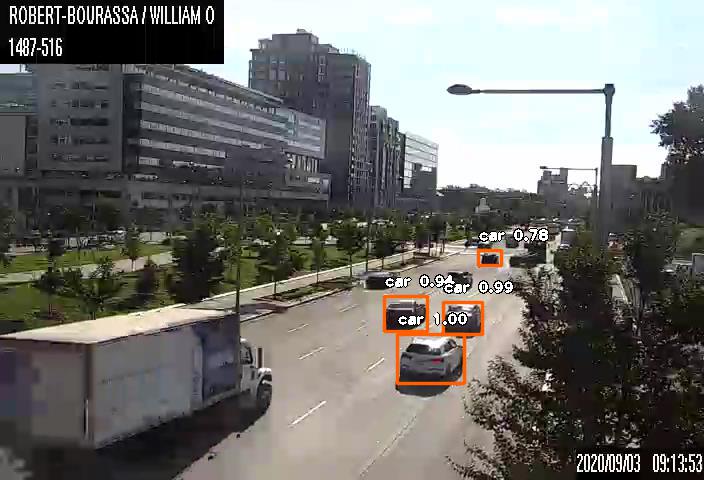 ROBERT-BOURASSA / WILLIAM O
1487-516
car 0.78
car 0.94
car 0.99
car 1.00
2020/09/03 09:13:53